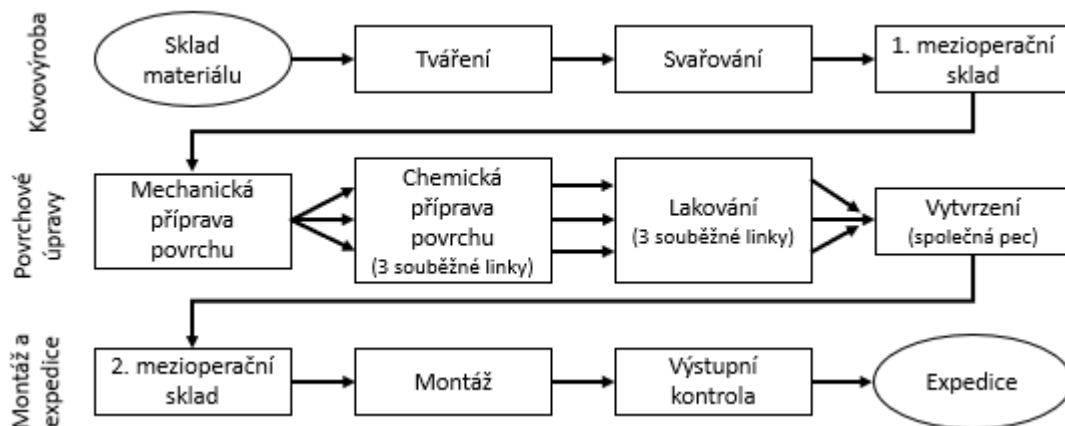 Kovovýroba
Sklad
materiálu
Tváření
Svařování
1. mezioperační
sklad
Povrchové
úpravy
Mechanická
příprava
povrchu
Chemická
příprava
povrchu
(3 souběžné linky)
Lakování
(3 souběžné linky)
Vytvrzení
(společná pec)
Montáž a
expedice
2. mezioperační
sklad
Montáž
Výstupní
kontrola
Expedice